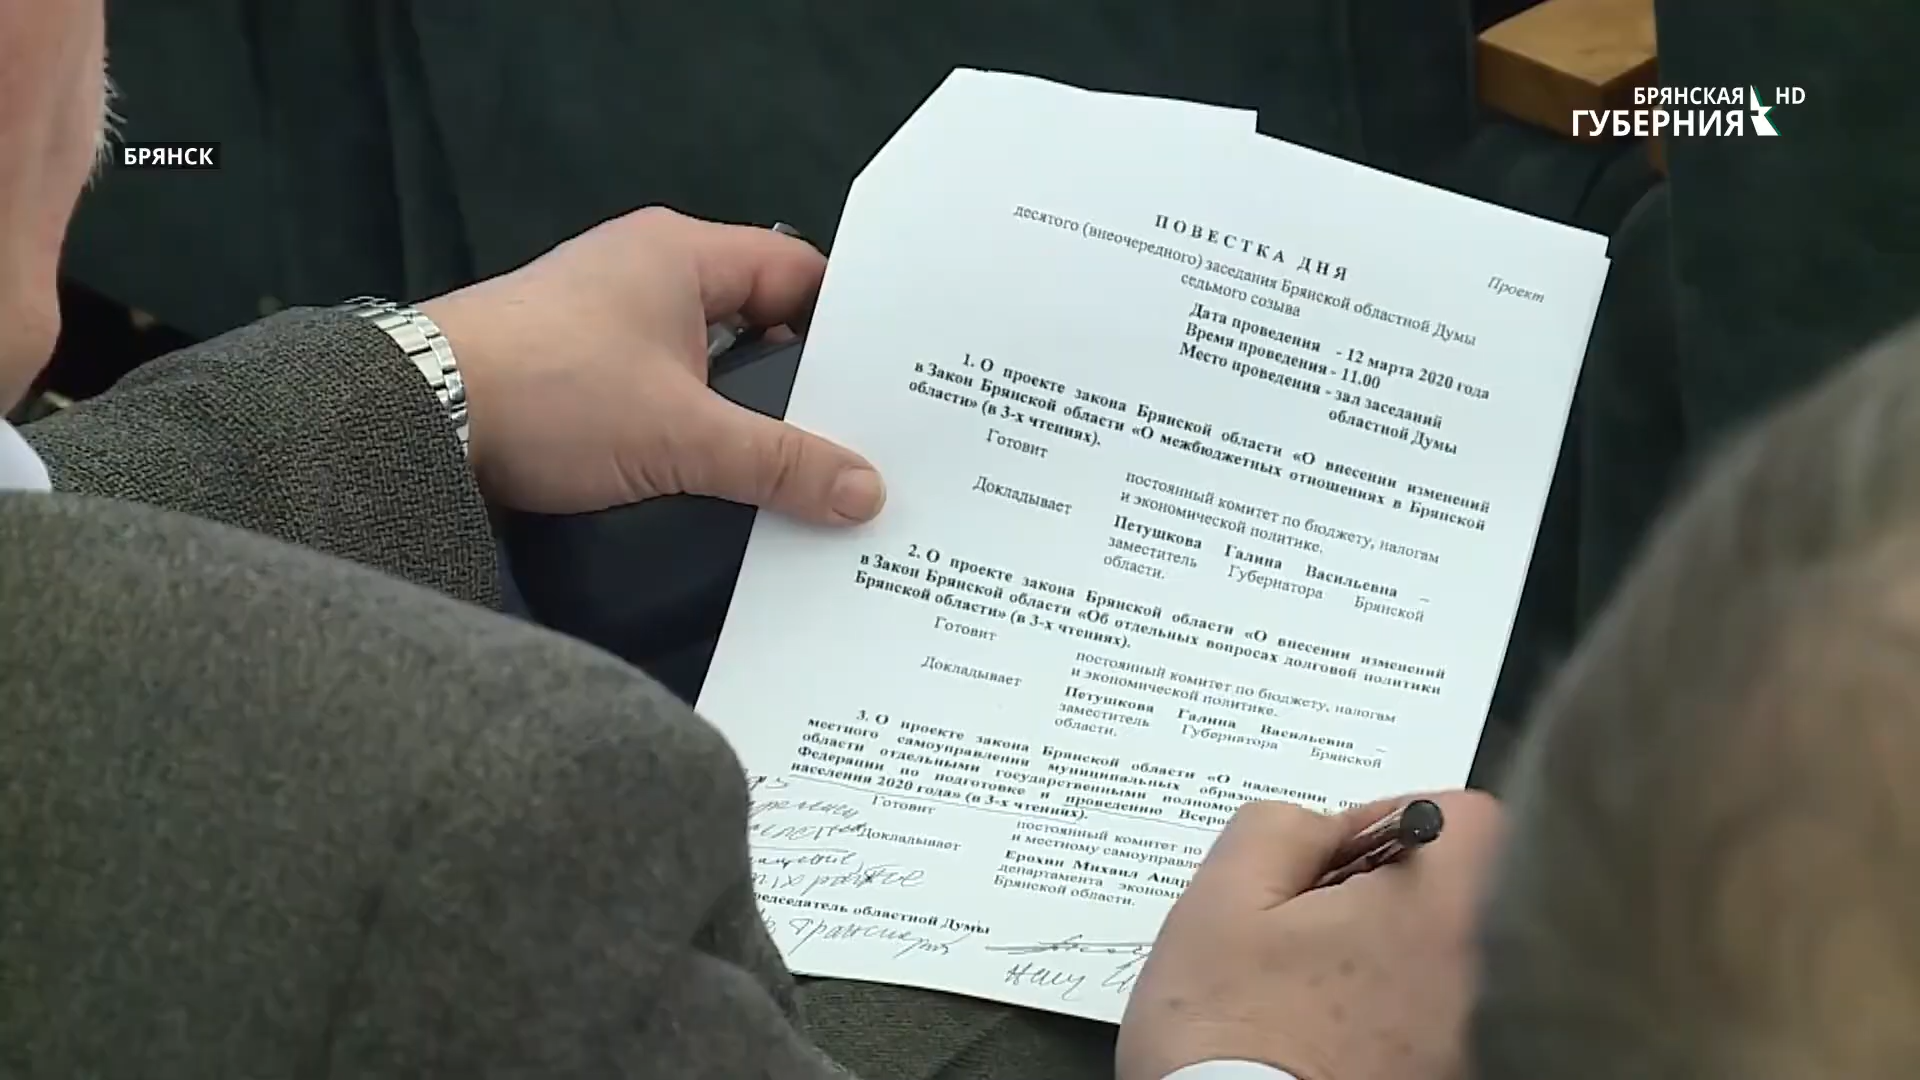 БРЯНСК
БРЯНСКАЯ HD
ГУБЕРНИЯ
Проект
ПОВЕСТКА ДНЯ
десятого (внеочередного) заседания Брянской областной Думы
седьмого созыва
Дата проведения - 12 марта 2020 года
Время проведения - 11.00
Место проведения - зал заседаний
областной Думы
1. О проекте закона Брянской области «О внесении изменений
в Закон Брянской области «О межбюджетных отношениях в Брянской
области» (в 3-х чтениях).
Готовит
постоянный комитет по бюджету, налогам
и экономической политике.
Докладывает
Петушкова Галина Васильевна –
заместитель Губернатора Брянской
области.
2. О проекте закона Брянской области «О внесении изменений
в Закон Брянской области «Об отдельных вопросах долговой политики
Брянской области» (в 3-х чтениях).
Готовит
постоянный комитет по бюджету, налогам
и экономической политике.
Докладывает
Петушкова Галина Васильевна –
заместитель Губернатора Брянской
области.
3. О проекте закона Брянской области «О наделении
местного самоуправления муниципальных
области отдельными государственными
Федерации по подготовке и проведению
населения 2020 года» (в 3-х чтениях).
Готовит
постоянный комитет по
и местному
Докладывает
Ерохин Михаил
департамента
Брянской области.
областной Думы